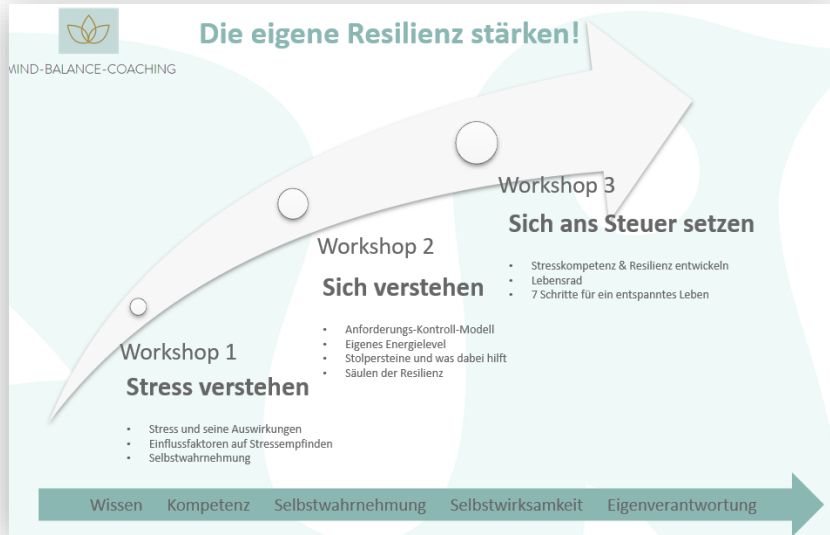 Die eigene Resilienz stärken!
MIND-BALANCE-COACHING
Workshop 1
Stress verstehen
• Stress und seine Auswirkungen
• Einflussfaktoren auf Stressempfinden
• Selbstwahrnehmung
Workshop 2
Sich verstehen
• Anforderungs-Kontroll-Modell
• Eigenes Energielevel
• Stolpersteine und was dabei hilft
• Säulen der Resilienz
Workshop 3
Sich ans Steuer setzen
• Stresskompetenz & Resilienz entwickeln
• Lebensrad
• 7 Schritte für ein entspanntes Leben
Wissen Kompetenz Selbstwahrnehmung Selbstwirksamkeit Eigenverantwortung